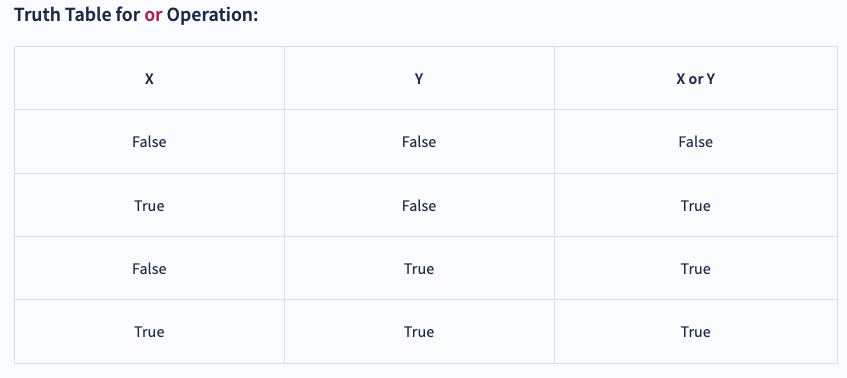 Truth Table for or Operation:
X Y X or Y
False False False
True False True
False True True
True True True